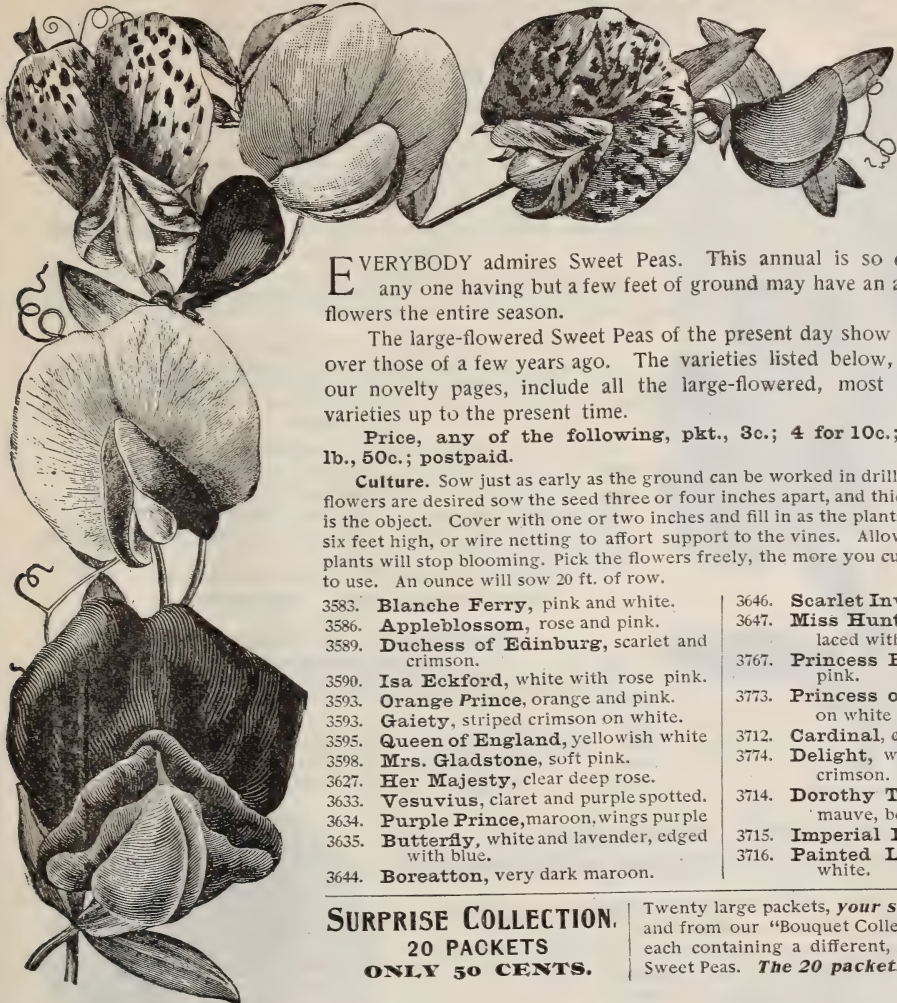 EVERYBODY admires Sweet Peas. This annual is so
any one having but a few feet of ground may have an
flowers the entire season.
The large-flowered Sweet Peas of the present day show
over those of a few years ago. The varieties listed below,
our novelty pages, include all the large-flowered, most
varieties up to the present time.
Price, any of the following, pkt., 3c.; 4 for 10c.;
lb., 50c.; postpaid.
Culture. Sow just as early as the ground can be worked in drill
flowers are desired sow the seed three or four inches apart, and thi
is the object. Cover with one or two inches and fill in as the plant
six feet high, or wire netting to affort support to the vines. Allo
plants will stop blooming. Pick the flowers freely, the more you cu
to use. An ounce will sow 20 ft. of row.
3583. Blanche Ferry, pink and white.
3586. Appleblossom, rose and pink.
3589. Duchess of Edinburg, scarlet and
crimson.
3590. Isa Eckford, white with rose pink.
3593. Orange Prince, orange and pink.
3593. Gaiety, striped crimson on white.
3595. Queen of England, yellowish white
3598. Mrs. Gladstone, soft pink.
3627. Her Majesty, clear deep rose.
3633. Vesuvius, claret and purple spotted.
3634. Purple Prince, maroon, wings purple
3635. Butterfly, white and lavender, edged
with blue.
3644. Boreatton, very dark maroon.
3646. Scarlet In
3647. Miss Hunt
laced with
3767. Princess
pink.
3773. Princess o
on white
3712. Cardinal,
3774. Delight, w
crimson.
3714. Dorothy T
mauve, b
3715. Imperial
3716. Painted L
white.
SURPRISE COLLECTION.
20 PACKETS
ONLY 50 CENTS.
Twenty large packets, your s
and from our "Bouquet Colle
each containing a different,
Sweet Peas. The 20 packet